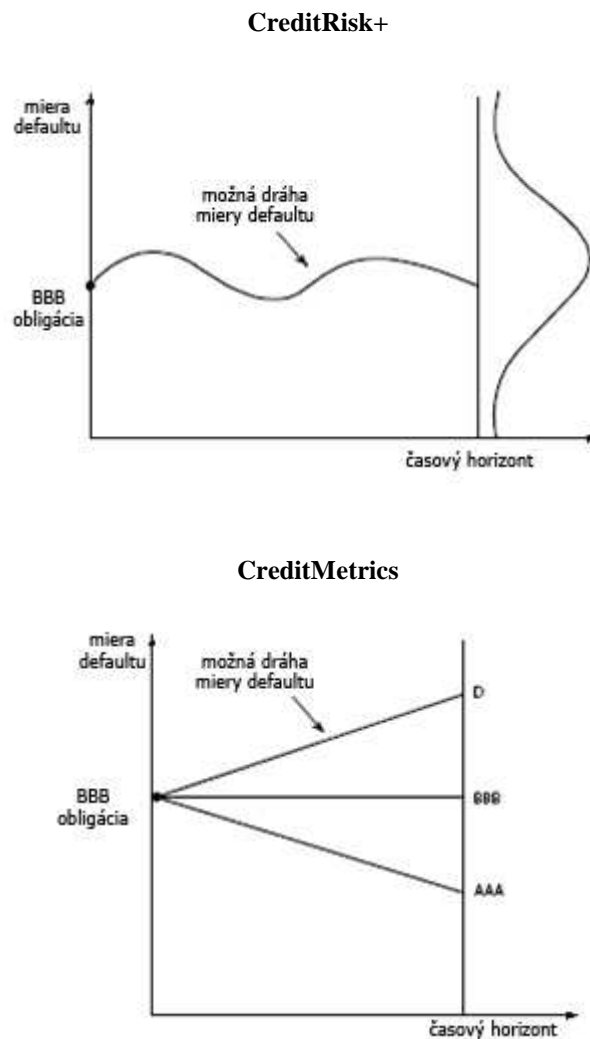 CreditRisk+
miera
defaultu
možná dráha
miery defaultu
BBB
obligácia
časový horizont
CreditMetrics
miera
defaultu
možná dráha
miery defaultu
D
BBB
obligácia
BBB
AAA
časový horizont